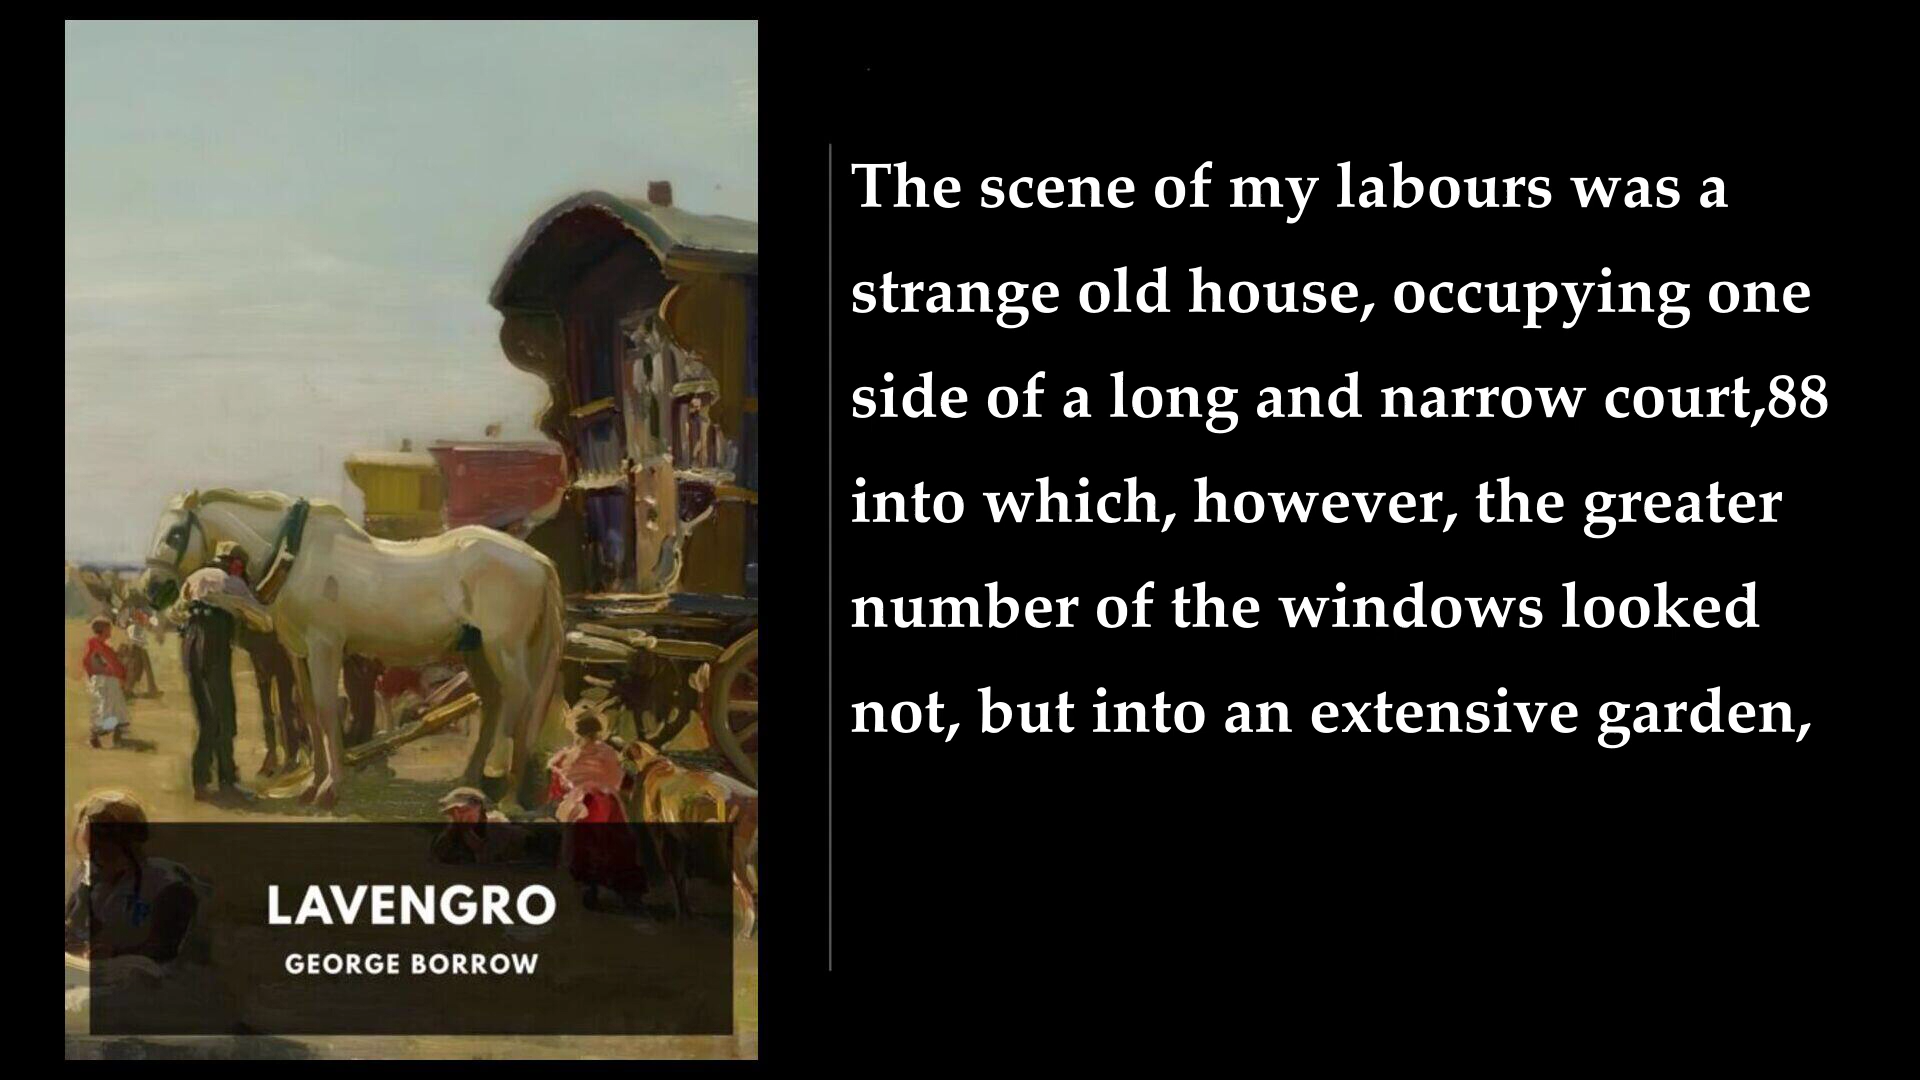 LAVENGRO
GEORGE BORROW
The scene of my labours was a
strange old house, occupying one
side of a long and narrow court,88
into which, however, the greater
number of the windows looked
not, but into an extensive garden,